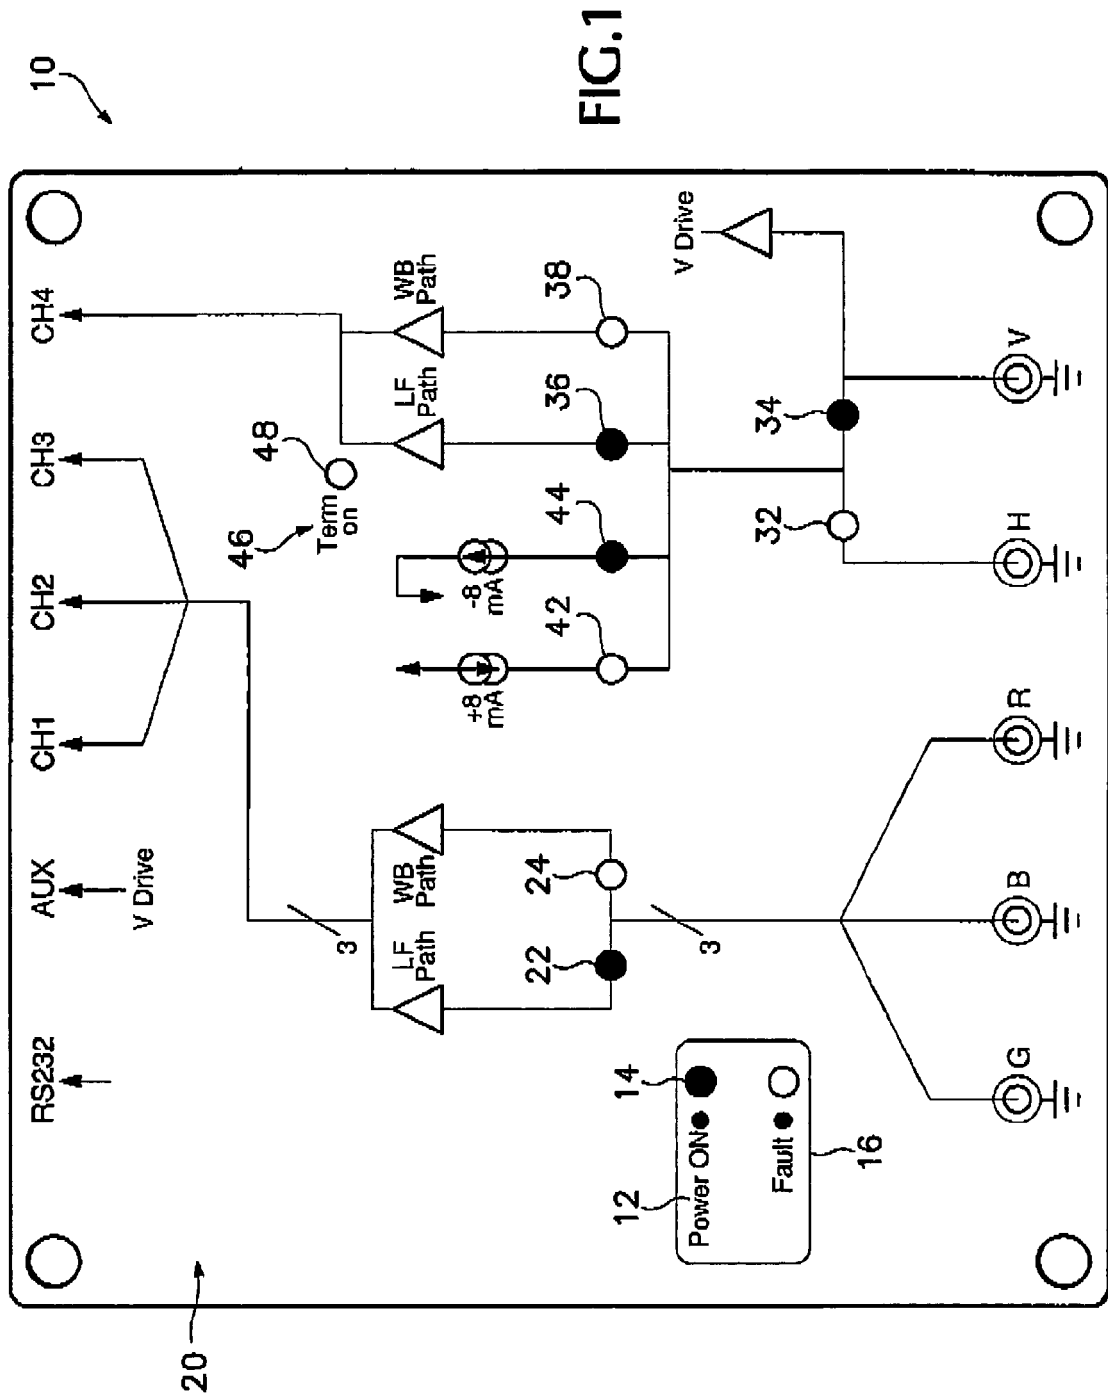 FIG.1
10
20
RS232
AUX
CH1
CH2
CH3
CH4
V Drive
3
LF
Path
WB
Path
22
24
3
+8
mA
-8
mA
46
Term
on
48
LF
Path
WB
Path
42
44
36
38
V Drive
32
34
12
14
Power ON
Fault
16
G
B
R
H
V